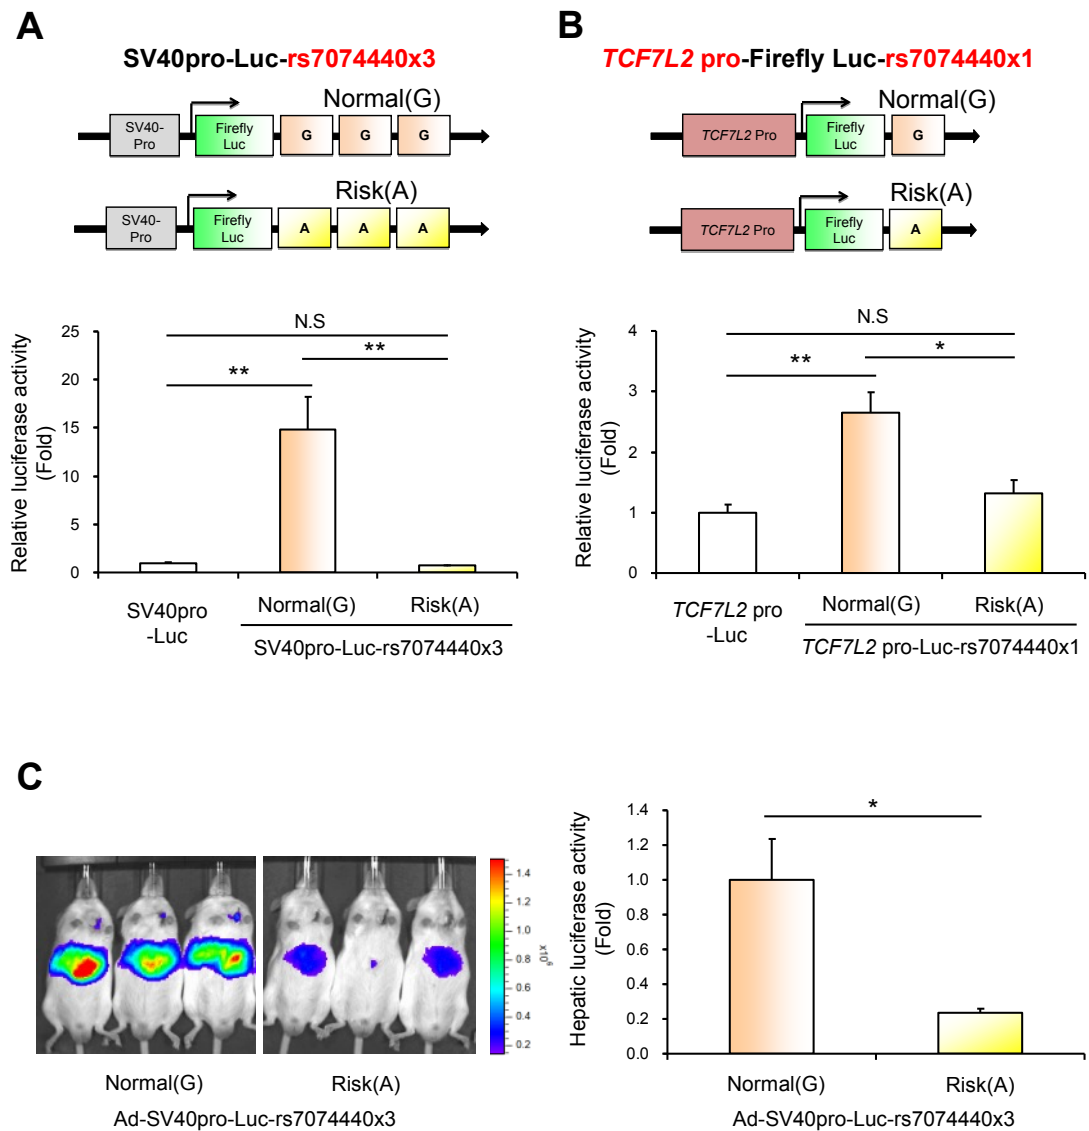 A
SV40pro-Luc-rs7074440x3
Normal(G)
SV40-
Pro
Firefly
Luc
G
G
G
Risk(A)
SV40-
Pro
Firefly
Luc
A
A
A
Relative luciferase activity
(Fold)
25
20
15
10
5
0
N.S
**
**
SV40pro
-Luc
Normal(G)
Risk(A)
SV40pro-Luc-rs7074440x3
B
TCF7L2 pro-Firefly Luc-rs7074440x1
Normal(G)
TCF7L2 Pro
Firefly
Luc
G
Risk(A)
TCF7L2 Pro
Firefly
Luc
A
Relative luciferase activity
(Fold)
4
3
2
1
0
N.S
**
*
TCF7L2 pro
-Luc
Normal(G)
Risk(A)
TCF7L2 pro-Luc-rs7074440x1
C
1.4
1.2
1.0
0.8
0.6
0.4
0.2
x10⁶
Normal(G)
Risk(A)
Ad-SV40pro-Luc-rs7074440x3
Hepatic luciferase activity
(Fold)
1.4
1.2
1.0
0.8
0.6
0.4
0.2
0.0
*
Normal(G)
Risk(A)
Ad-SV40pro-Luc-rs7074440x3